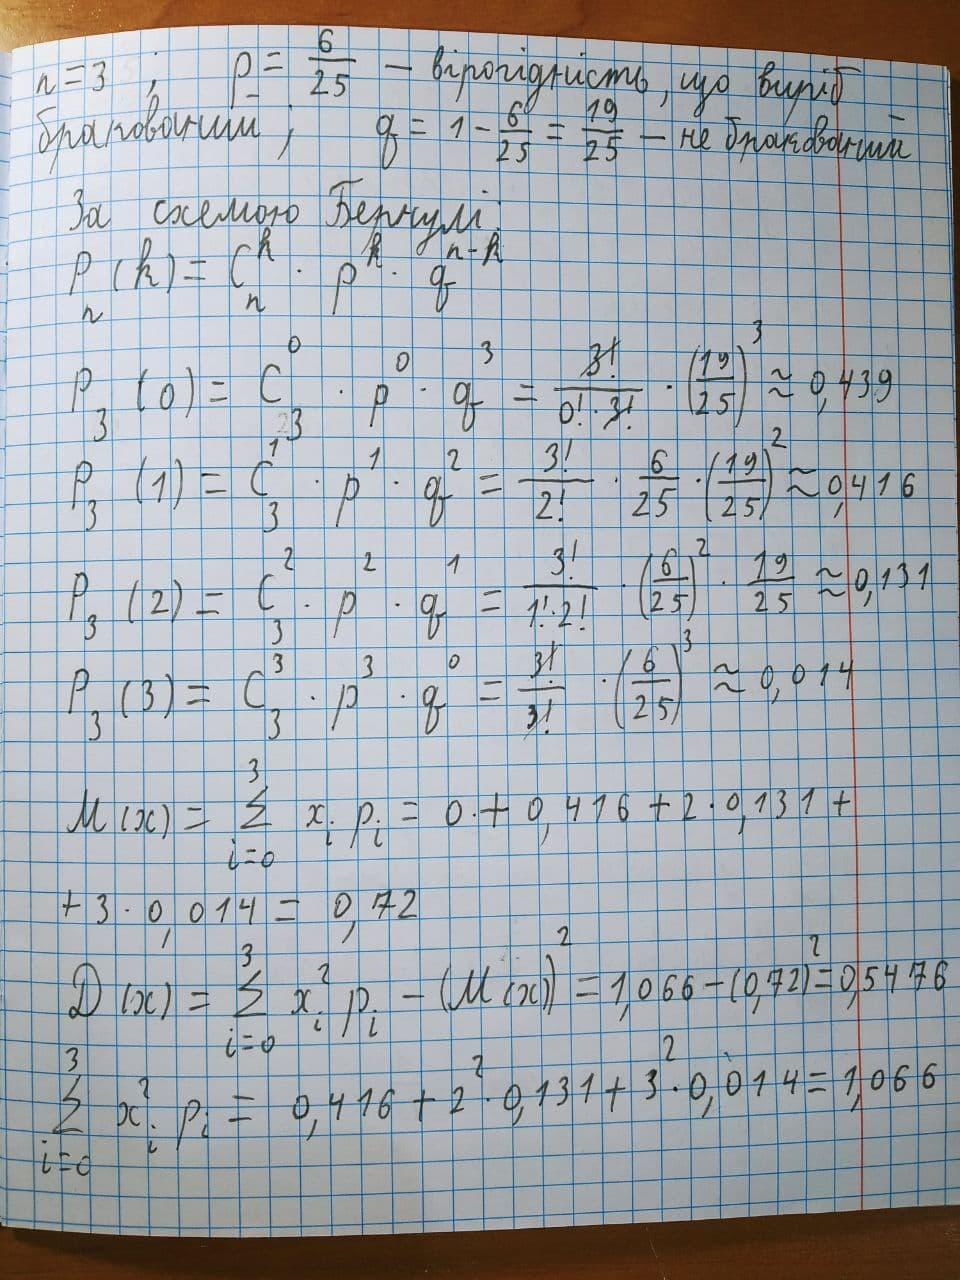 n = 3 ; p = 6/25 – вірогідність, що виріб
бракований ; q = 1 - 6/25 = 19/25 – не бракований
За схемою Бернулі
P_n (k) = C_n^k · p^k · q^(n-k)
P_3 (0) = C_3^0 · p^0 · q^3 = 3!/(0! · 3!) · (19/25)^3 ≈ 0,439
P_3 (1) = C_3^1 · p^1 · q^2 = 3!/2! · 6/25 · (19/25)^2 ≈ 0,416
P_3 (2) = C_3^2 · p^2 · q^1 = 3!/(1! · 2!) · (6/25)^2 · 19/25 ≈ 0,131
P_3 (3) = C_3^3 · p^3 · q^0 = 3!/3! · (6/25)^3 ≈ 0,014
M(x) = Σ_(i=0)^3 x_i p_i = 0 + 0,416 + 2 · 0,131 +
+ 3 · 0,014 = 0,72
D(x) = Σ_(i=0)^3 x_i^2 p_i - (M(x))^2 = 1,066 - (0,72)^2 = 0,5476
Σ_(i=0)^3 x_i^2 p_i = 0,416 + 2^2 · 0,131 + 3^2 · 0,014 = 1,066